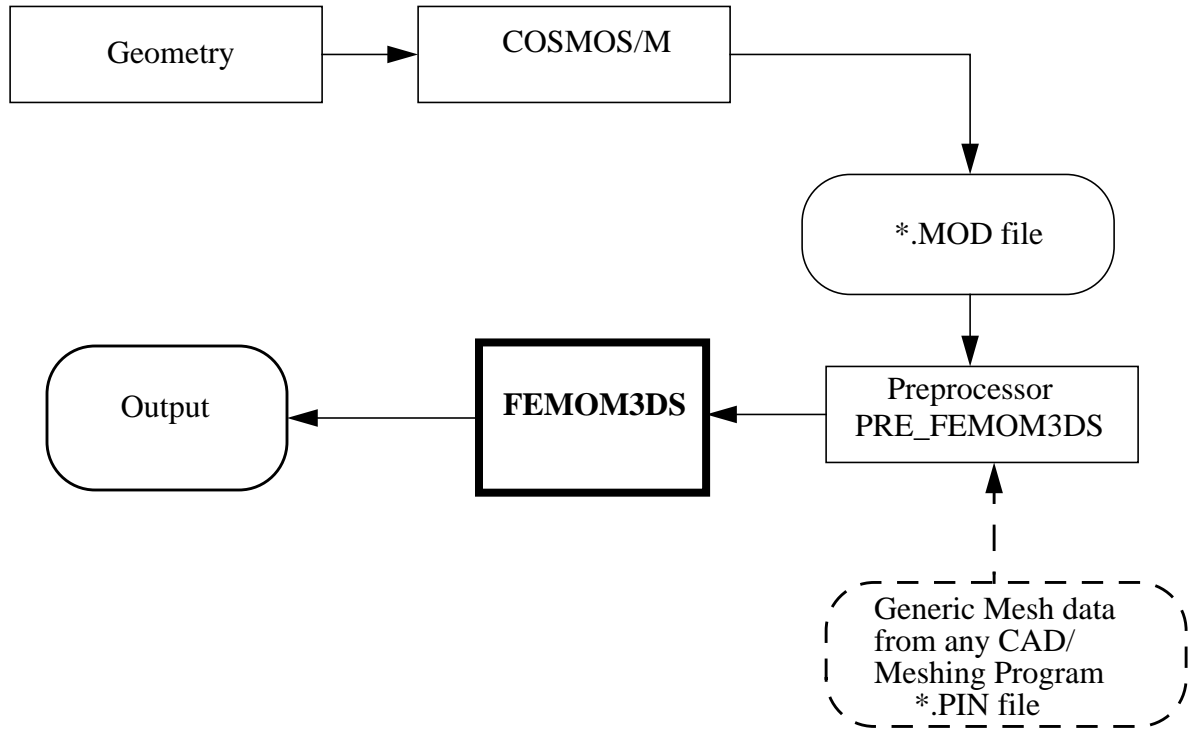 Geometry
COSMOS/M
*.MOD file
Preprocessor
PRE_FEMOM3DS
FEMOM3DS
Output
Generic Mesh data
from any CAD/
Meshing Program
*.PIN file